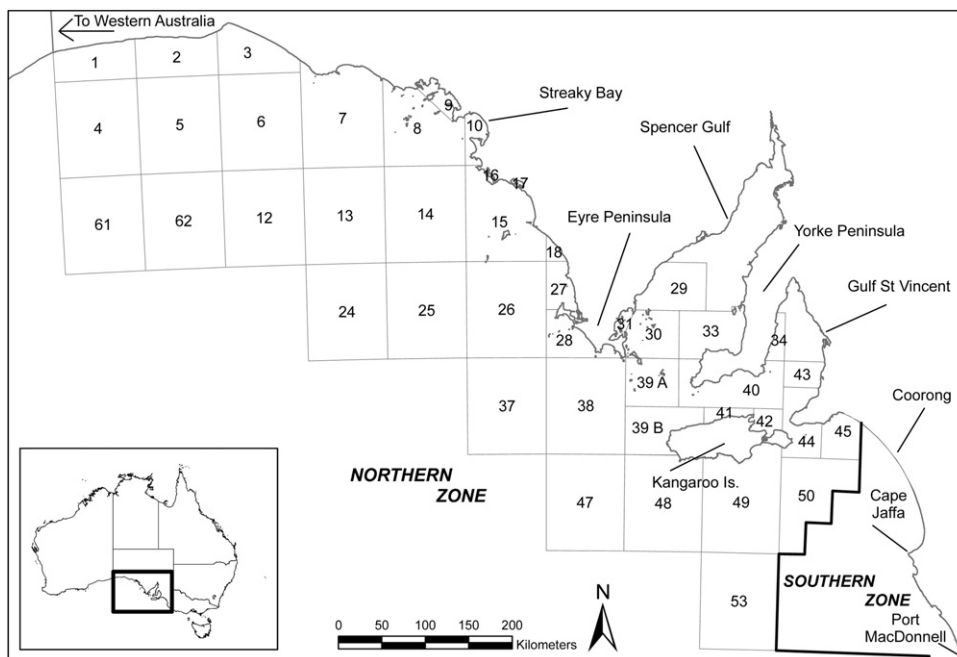 To Western Australia
1
2
3
Streaky Bay
9
10
4
5
6
7
8
Spencer Gulf
16
17
61
62
12
13
14
15
Eyre Peninsula
Yorke Peninsula
18
Gulf St Vincent
27
29
24
25
26
28
31
30
33
34
39 A
40
43
Coorong
37
38
39 B
41
42
44
45
NORTHERN
ZONE
Kangaroo Is.
47
48
49
50
Cape
Jaffa
SOUTHERN
ZONE
53
Port
MacDonnell
N
0
50
100
150
200
Kilometers